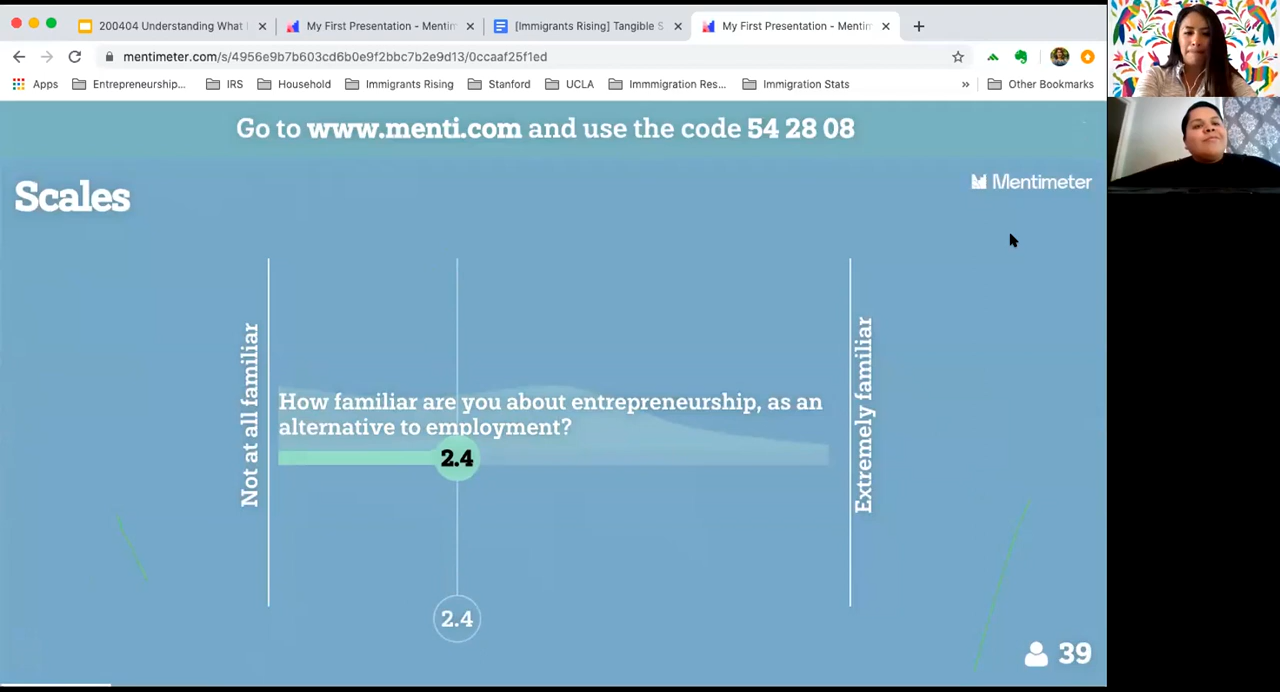 200404 Understanding What
My First Presentation - Mentim
[Immigrants Rising] Tangible S
My First Presentation - Mentim
mentimeter.com/s/4956e9b7b603cd6b0e9f2bbc7b2e9d13/0ccaaf25f1ed
Apps
Entrepreneurship...
IRS
Household
Immigrants Rising
Stanford
UCLA
Immmigration Res...
Immigration Stats
»
Other Bookmarks
Go to www.menti.com and use the code 54 28 08
Scales
Mentimeter
Not at all familiar
How familiar are you about entrepreneurship, as an
alternative to employment?
2.4
Extremely familiar
2.4
39